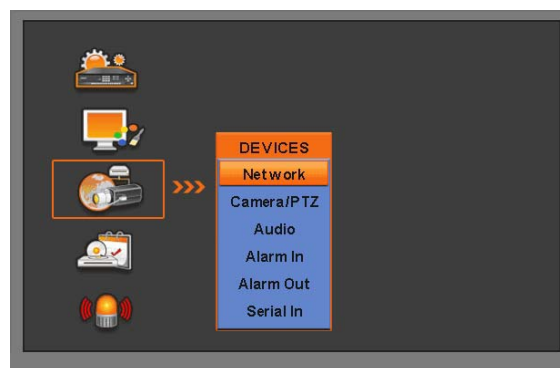 DEVICES
Network
Camera/PTZ
Audio
Alarm In
Alarm Out
Serial In